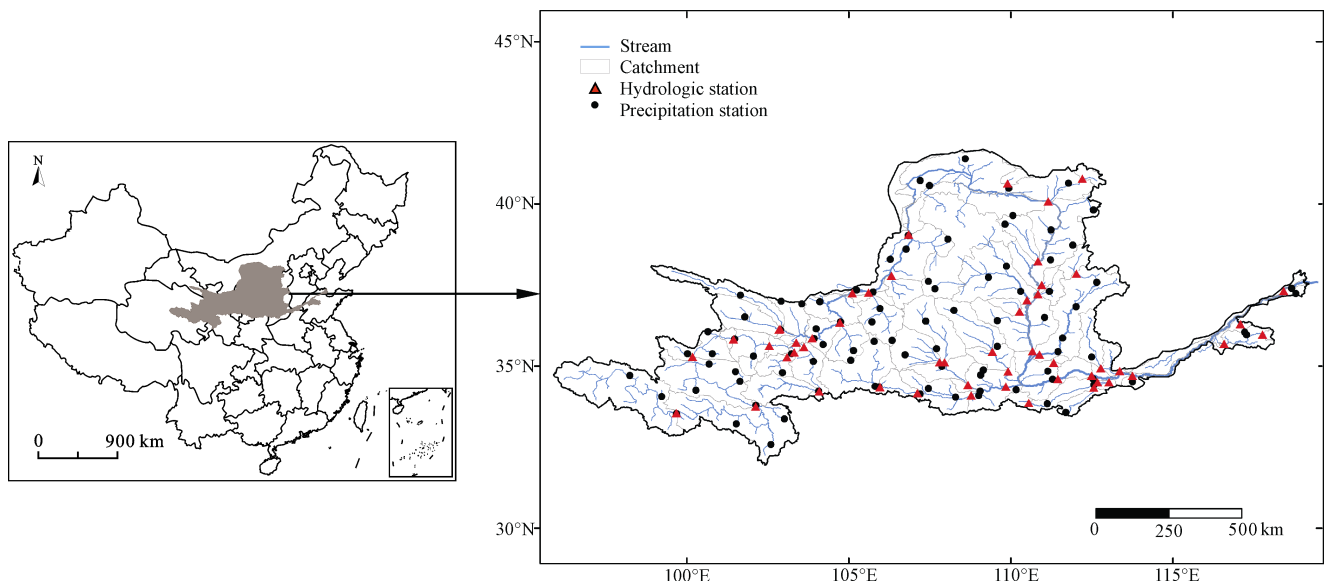 N
0 900 km
45°N
40°N
35°N
30°N
Stream
Catchment
Hydrologic station
Precipitation station
0 250 500 km
100°E 105°E 110°E 115°E